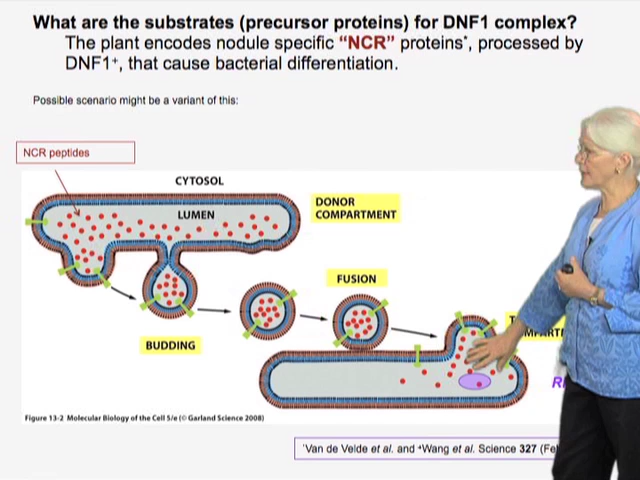 What are the substrates (precursor proteins) for DNF1 complex?
The plant encodes nodule specific “NCR” proteins*, processed by
DNF1⁺, that cause bacterial differentiation.
Possible scenario might be a variant of this:
NCR peptides
CYTOSOL
LUMEN
DONOR
COMPARTMENT
FUSION
BUDDING
Figure 13-2 Molecular Biology of the Cell 5/e (© Garland Science 2008)
*Van de Velde et al. and ⁺Wang et al. Science 327